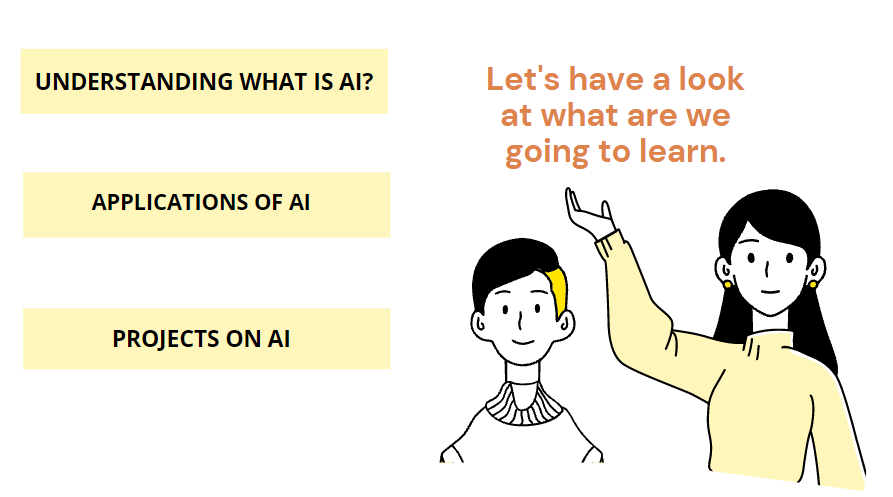 UNDERSTANDING WHAT IS AI?
APPLICATIONS OF AI
PROJECTS ON AI
Let's have a look
at what are we
going to learn.